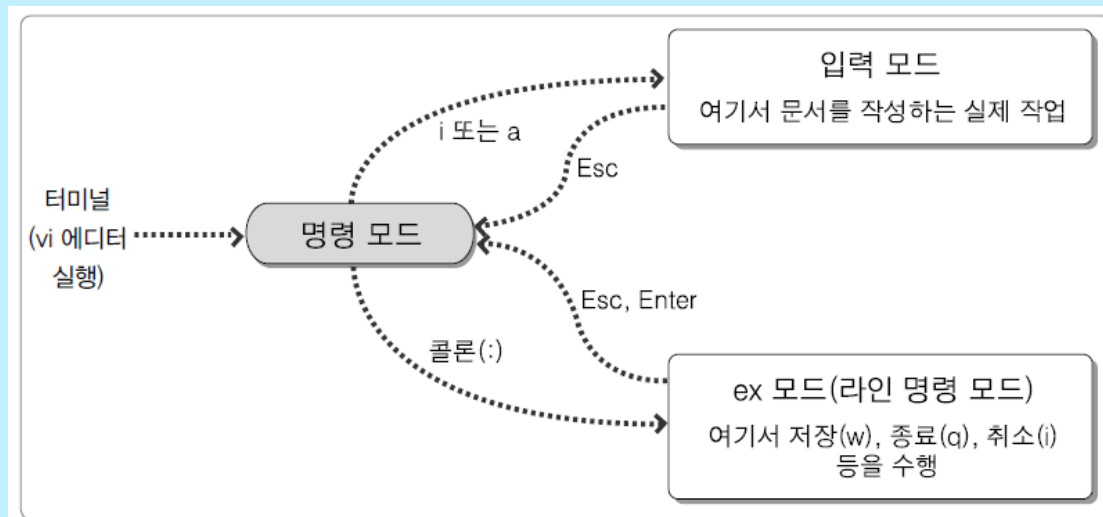 입력 모드
여기서 문서를 작성하는 실제 작업
i 또는 a
Esc
터미널
(vi 에디터
실행)
명령 모드
Esc, Enter
콜론(:)
ex 모드(라인 명령 모드)
여기서 저장(w), 종료(q), 취소(i)
등을 수행